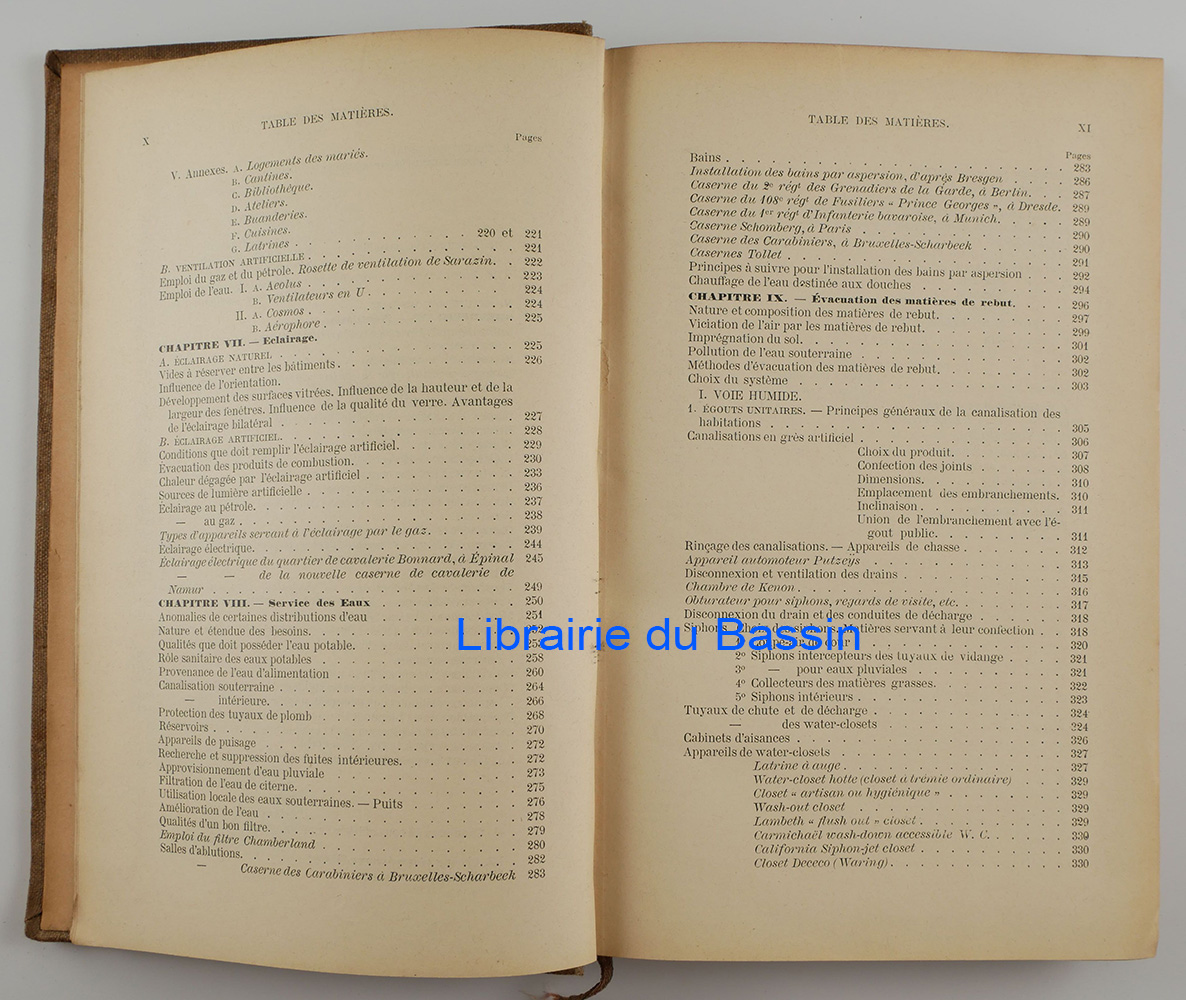 X
TABLE DES MATIÈRES.
Pages
V. Annexes. A. Logements des mariés.
B. Cantines.
C. Bibliothèque.
D. Ateliers.
E. Buanderies.
F. Cuisines.
G. Latrines . . . . . . . . . . 220 et 221
B. VENTILATION ARTIFICIELLE . . . . . . . . . . 221
Emploi du gaz et du pétrole. Rosette de ventilation de Sarazin. . . 222
Emploi de l'eau. I. A. Aeolus . . . . . . . . . . 223
B. Ventilateurs en U . . . . . . . . . . 224
II. A. Cosmos . . . . . . . . . . 224
B. Aérophore . . . . . . . . . . 225
CHAPITRE VII. — Eclairage.
A. ÉCLAIRAGE NATUREL . . . . . . . . . . 225
Vides à réserver entre les bâtiments . . . . . . . . . . 226
Influence de l'orientation.
Développement des surfaces vitrées. Influence de la hauteur et de la
largeur des fenêtres. Influence de la qualité du verre. Avantages
de l'éclairage bilatéral . . . . . . . . . . 227
B. ÉCLAIRAGE ARTIFICIEL. . . . . . . . . . . 228
Conditions que doit remplir l'éclairage artificiel. . . . . . . . 229
Evacuation des produits de combustion. . . . . . . . . . 230
Chaleur dégagée par l'éclairage artificiel . . . . . . . . . 233
Sources de lumière artificielle . . . . . . . . . . 236
Eclairage au pétrole. . . . . . . . . . . 237
— au gaz . . . . . . . . . . 238
Types d'appareils servant à l'éclairage par le gaz. . . . . . . 239
Eclairage électrique. . . . . . . . . . . 244
Eclairage électrique du quartier de cavalerie Bonnard, à Épinal 245
— — de la nouvelle caserne de cavalerie de
Namur . . . . . . . . . . 249
CHAPITRE VIII. — Service des Eaux . . . . . . . . . . 250
Anomalies de certaines distributions d'eau . . . . . . . . . 251
Nature et étendue des besoins. . . . . . . . . . . 252
Qualités que doit posséder l'eau potable. . . . . . . . . . 253
Rôle sanitaire des eaux potables . . . . . . . . . . 258
Provenance de l'eau d'alimentation . . . . . . . . . . 260
Canalisation souterraine . . . . . . . . . . 264
— intérieure. . . . . . . . . . . 266
Protection des tuyaux de plomb . . . . . . . . . . 268
Réservoirs . . . . . . . . . . 270
Appareils de puisage . . . . . . . . . . 272
Recherche et suppression des fuites intérieures. . . . . . . . 272
Approvisionnement d'eau pluviale . . . . . . . . . . 273
Filtration de l'eau de citerne. . . . . . . . . . . 275
Utilisation locale des eaux souterraines. — Puits . . . . . . . 276
Amélioration de l'eau . . . . . . . . . . 278
Qualités d'un bon filtre. . . . . . . . . . . 279
Emploi du filtre Chamberland . . . . . . . . . . 280
Salles d'ablutions. . . . . . . . . . . 282
— Caserne des Carabiniers à Bruxelles-Scharbeek 283
TABLE DES MATIÈRES.
XI
Pages
Bains . . . . . . . . . . 283
Installation des bains par aspersion, d'après Bresgen . . . . . 286
Caserne du 2e régt des Grenadiers de la Garde, à Berlin. . . . 287
Caserne du 108e régt de Fusiliers « Prince Georges », à Dresde. 289
Caserne du 1er régt d'Infanterie bavaroise, à Munich. . . . . 289
Caserne Schomberg, à Paris . . . . . . . . . . 290
Caserne des Carabiniers, à Bruxelles-Scharbeek . . . . . . 290
Casernes Tollet . . . . . . . . . . 291
Principes à suivre pour l'installation des bains par aspersion . . . 292
Chauffage de l'eau destinée aux douches . . . . . . . . . 294
CHAPITRE IX. — Évacuation des matières de rebut. . . . 296
Nature et composition des matières de rebut. . . . . . . . . 297
Viciation de l'air par les matières de rebut. . . . . . . . . 299
Imprégnation du sol. . . . . . . . . . . 301
Pollution de l'eau souterraine . . . . . . . . . . 302
Méthodes d'évacuation des matières de rebut. . . . . . . . . 302
Choix du système . . . . . . . . . . 303
I. VOIE HUMIDE.
1. ÉGOUTS UNITAIRES. — Principes généraux de la canalisation des
habitations . . . . . . . . . . 305
Canalisations en grès artificiel . . . . . . . . . . 306
Choix du produit. . . . . . . . 307
Confection des joints . . . . . . 308
Dimensions. . . . . . . . . 310
Emplacement des embranchements. 310
Inclinaison . . . . . . . . . 311
Union de l'embranchement avec l'é-
gout public. . . . . . . . . 311
Rinçage des canalisations. — Appareils de chasse . . . . . . . 312
Appareil automoteur Putzeys . . . . . . . . . . 313
Disconnexion et ventilation des drains . . . . . . . . . . 315
Chambre de Kenon . . . . . . . . . . 316
Obturateur pour siphons, regards de visite, etc. . . . . . . . 317
Disconnexion du drain et des conduites de décharge . . . . . . 318
Siphons. Choix des siphons. Matières servant à leur confection . . . 318
320
2o Siphons intercepteurs des tuyaux de vidange . . . . 321
3o — pour eaux pluviales . . . . . . . . 321
4o Collecteurs des matières grasses. . . . . . . . 322
5o Siphons intérieurs . . . . . . . . . . 323
Tuyaux de chute et de décharge . . . . . . . . . . 324
— des water-closets . . . . . . . . . . 324
Cabinets d'aisances . . . . . . . . . . 326
Appareils de water-closets . . . . . . . . . . 327
Latrine à auge . . . . . . . . . . 327
Water-closet hotte (closet à trémie ordinaire) . . . . 329
Closet « artisan ou hygiénique » . . . . . . . . 329
Wash-out closet . . . . . . . . . . 329
Lambeth « flush out » closet . . . . . . . . . . 329
Carmichaël wash-down accessible W. C. . . . . . . 330
California Siphon-jet closet . . . . . . . . . . 330
Closet Dececo (Waring) . . . . . . . . . . 330
Librairie du Bassin